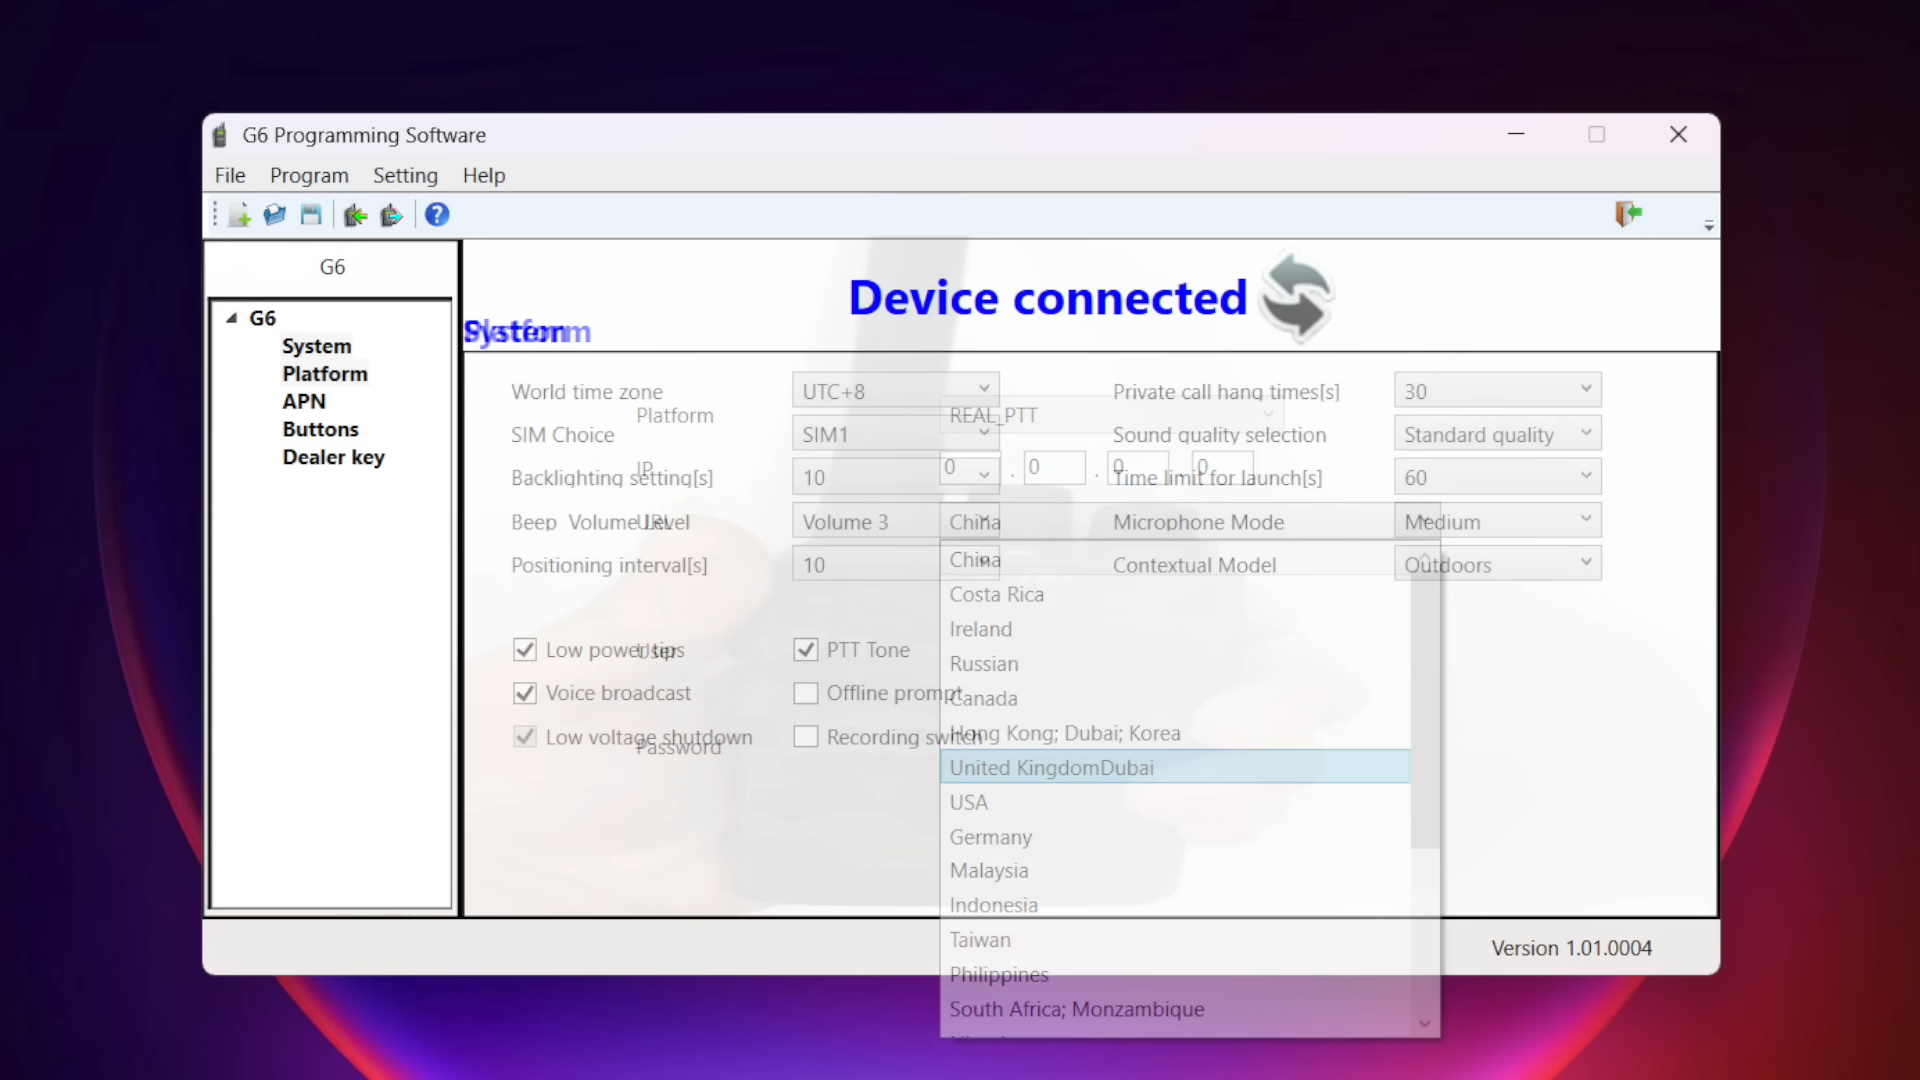 G6 Programming Software
File Program Setting Help
G6
Device connected
System
Platform
G6
System
Platform
APN
Buttons
Dealer key
World time zone UTC+8 Private call hang times[s] 30
Platform REAL_PTT
SIM Choice SIM1 Sound quality selection Standard quality
IP 0 . 0 . 0 . 0
Backlighting setting[s] 10 Time limit for launch[s] 60
Beep Volume Level Volume 3 Microphone Mode Medium
URL China
Positioning interval[s] 10 Contextual Model Outdoors
China
Costa Rica
Ireland
Low power tips PTT Tone
User
Russian
Voice broadcast Offline prompt
Canada
Low voltage shutdown Recording switch
Password
Hong Kong; Dubai; Korea
United KingdomDubai
USA
Germany
Malaysia
Indonesia
Taiwan
Philippines
South Africa; Monzambique
Version 1.01.0004